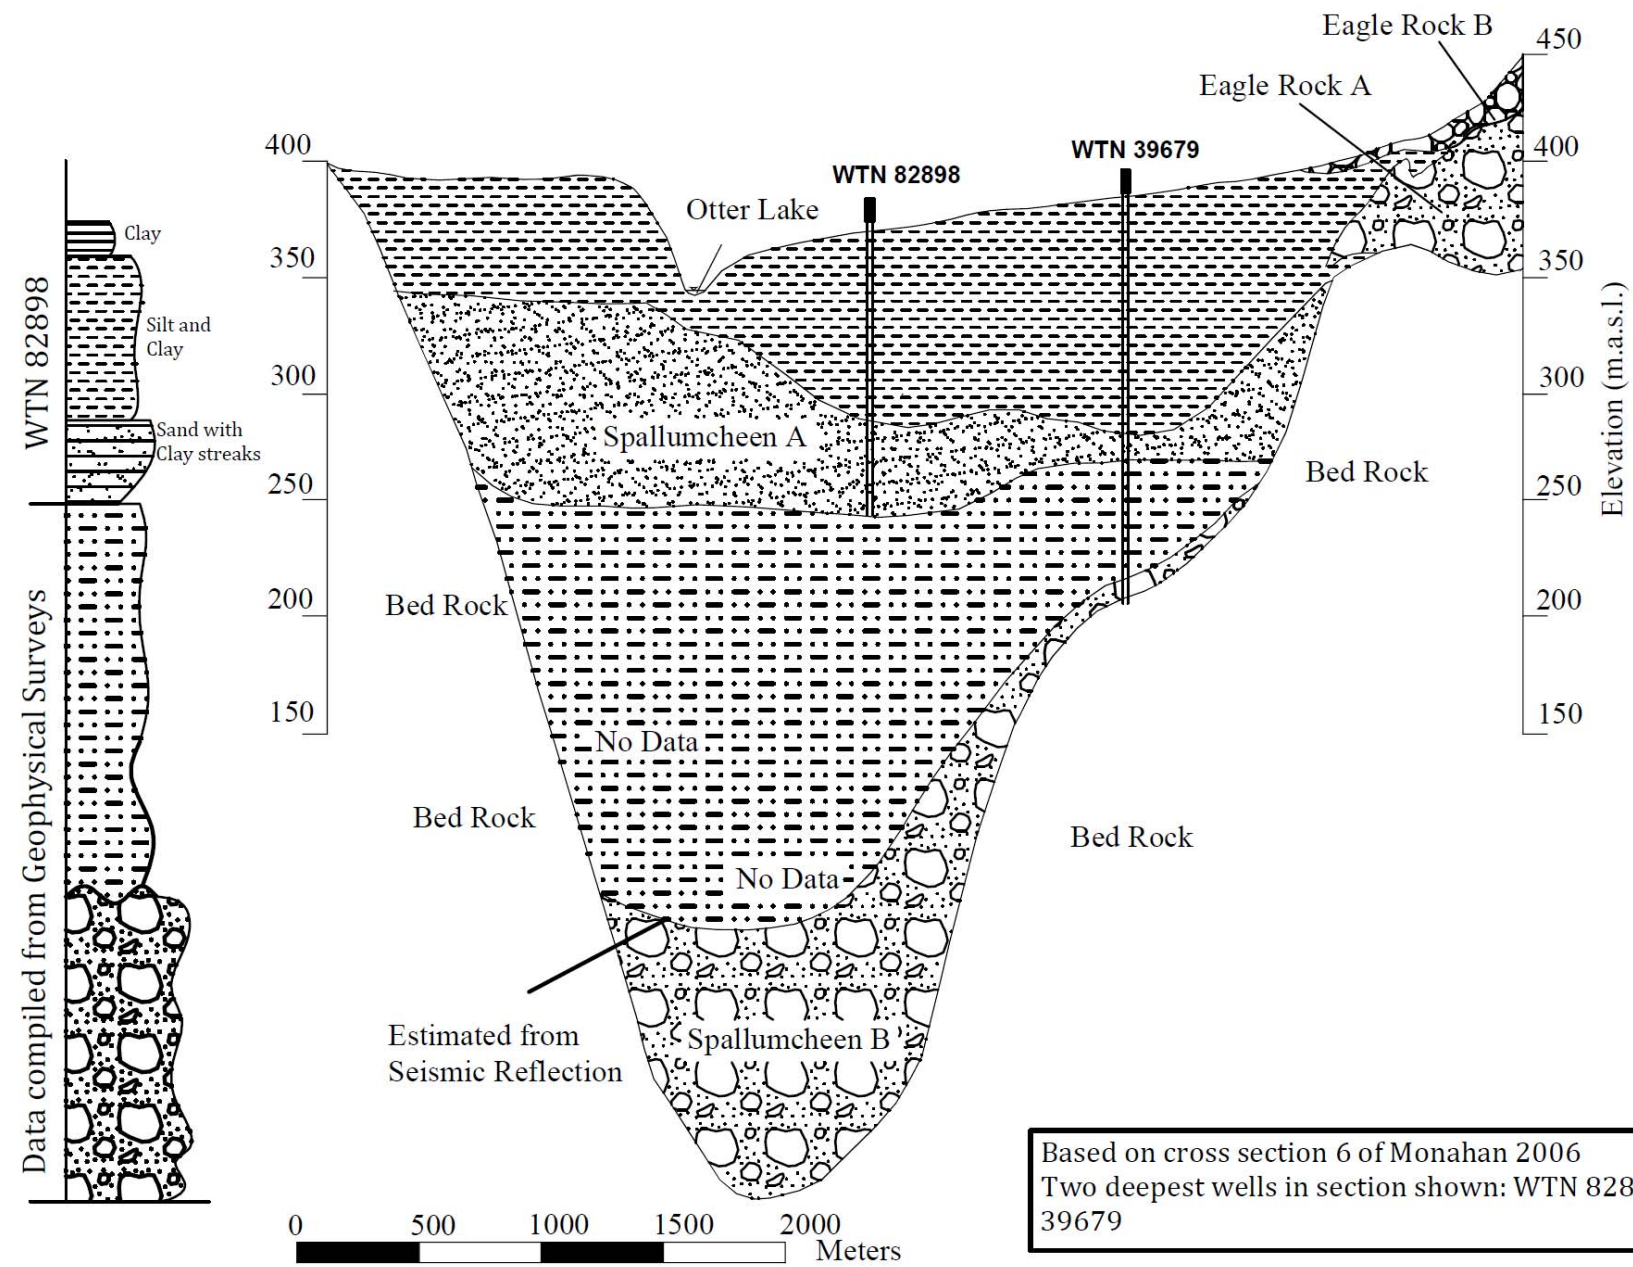 Eagle Rock B
450
Eagle Rock A
400
WTN 39679
400
WTN 82898
Otter Lake
Clay
350
350
WTN 82898
Silt and
Clay
300
300
Elevation (m.a.s.l.)
Sand with
Clay streaks
Spallumcheen A
Bed Rock
250
250
Bed Rock
200
200
Data compiled from Geophysical Surveys
150
150
No Data
Bed Rock
Bed Rock
No Data
Estimated from
Seismic Reflection
Spallumcheen B
Based on cross section 6 of Monahan 2006
Two deepest wells in section shown: WTN 828
39679
0 500 1000 1500 2000
Meters